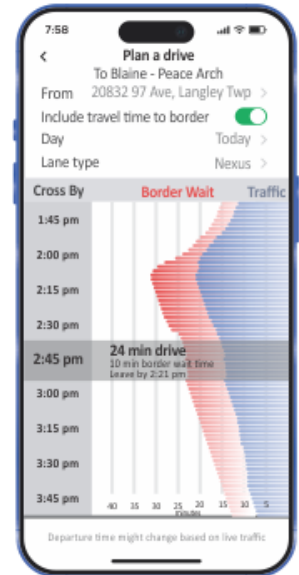 7:58
Plan a drive
To Blaine - Peace Arch
From 20832 97 Ave, Langley Twp >
Include travel time to border
Day Today >
Lane type Nexus >
Cross By Border Wait Traffic
1:45 pm
2:00 pm
2:15 pm
2:30 pm
2:45 pm
24 min drive
10 min border wait time
Leave by 2:21 pm
3:00 pm
3:15 pm
3:30 pm
3:45 pm
40 35 30 25 20 15 10 5
minutes
Departure time might change based on live traffic